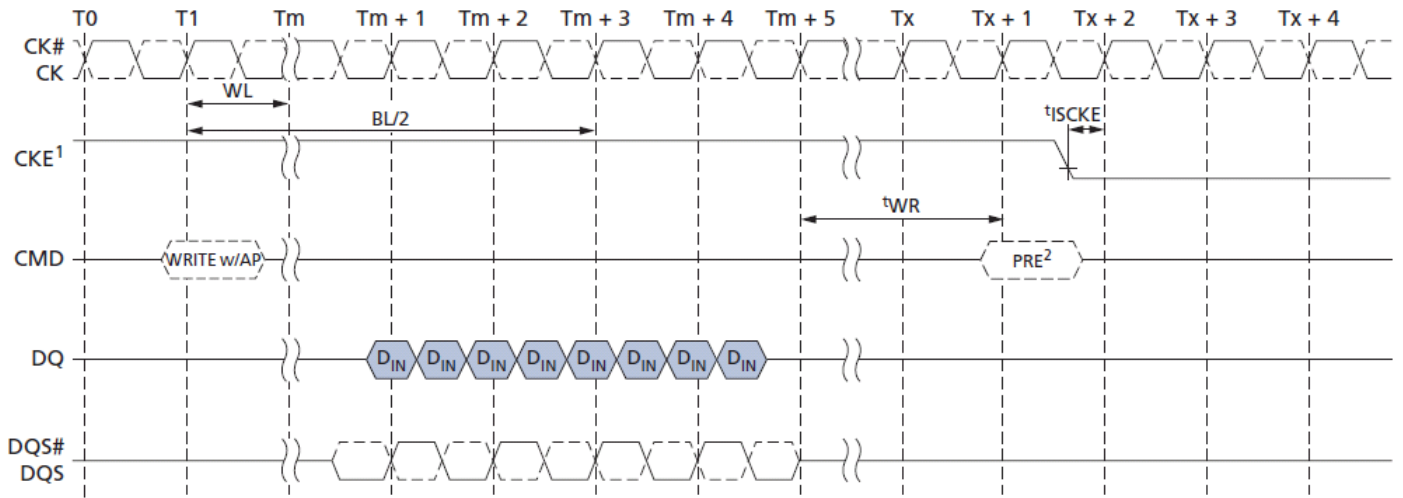 T0 T1 Tm Tm + 1 Tm + 2 Tm + 3 Tm + 4 Tm + 5 Tx Tx + 1 Tx + 2 Tx + 3 Tx + 4
CK#
CK
WL
BL/2
tISCKE
CKE1
tWR
CMD WRITE w/AP PRE2
DQ DIN DIN DIN DIN DIN DIN DIN DIN
DQS#
DQS